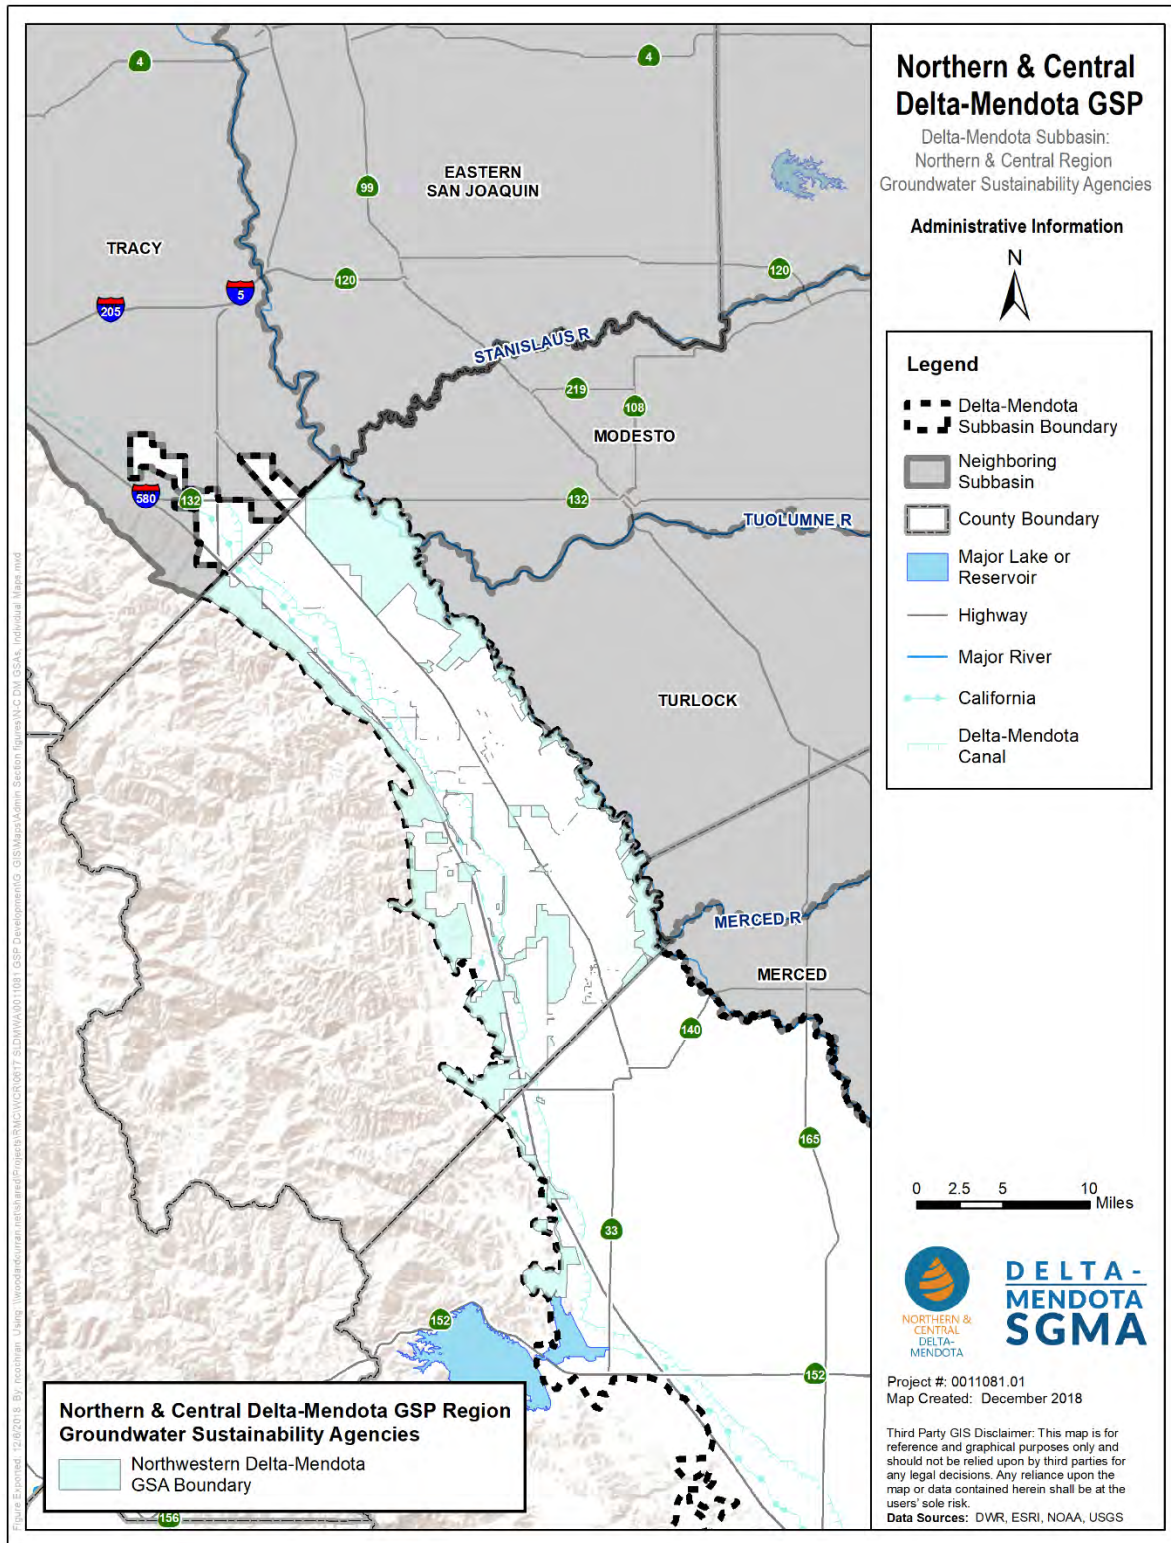 Northern & Central
Delta-Mendota GSP
Delta-Mendota Subbasin:
Northern & Central Region
Groundwater Sustainability Agencies
Administrative Information
N
Legend
Delta-Mendota
Subbasin Boundary
Neighboring
Subbasin
County Boundary
Major Lake or
Reservoir
Highway
Major River
California
Delta-Mendota
Canal
4
4
EASTERN
SAN JOAQUIN
99
TRACY
120
120
5
205
STANISLAUS R
219
108
MODESTO
580
132
132
TUOLUMNE R
TURLOCK
MERCED R
MERCED
140
165
33
152
152
156
0 2.5 5 10
Miles
NORTHERN &
CENTRAL
DELTA-
MENDOTA
DELTA-
MENDOTA
SGMA
Project #: 0011081.01
Map Created: December 2018
Third Party GIS Disclaimer: This map is for
reference and graphical purposes only and
should not be relied upon by third parties for
any legal decisions. Any reliance upon the
map or data contained herein shall be at the
users' sole risk.
Data Sources: DWR, ESRI, NOAA, USGS
Northern & Central Delta-Mendota GSP Region
Groundwater Sustainability Agencies
Northwestern Delta-Mendota
GSA Boundary